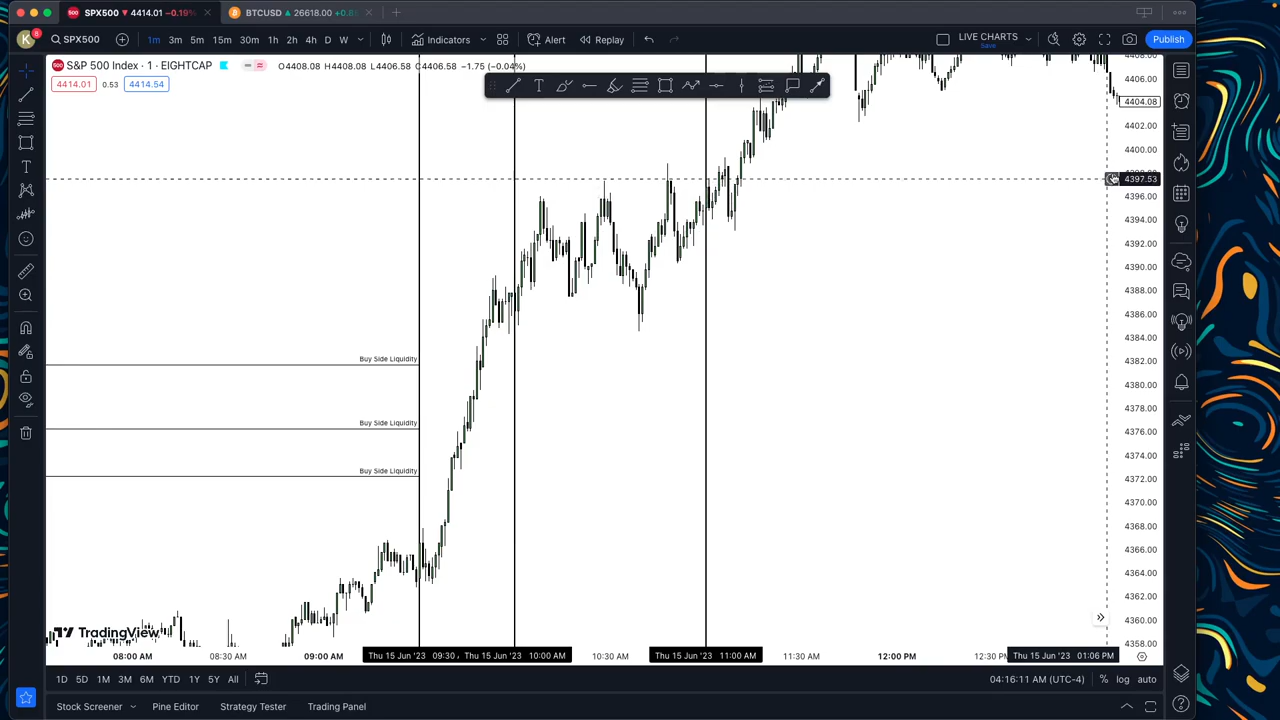 SPX500 ▼ 4414.01 −0.19%
BTCUSD ▲ 26618.00 +0.8
K 6
SPX500
1m 3m 5m 15m 30m 1h 2h 4h D W
Indicators
Alert
Replay
LIVE CHARTS
Save
Publish
S&P 500 Index · 1 · EIGHTCAP
O4408.08 H4408.08 L4406.58 C4406.58 −1.75 (−0.04%)
4414.01 0.53 4414.54
4406.00
4404.08
4402.00
4400.00
4397.53
4396.00
4394.00
4392.00
4390.00
4388.00
4386.00
4384.00
Buy Side Liquidity
4382.00
4380.00
4378.00
Buy Side Liquidity
4376.00
4374.00
Buy Side Liquidity
4372.00
4370.00
4368.00
4366.00
4364.00
4362.00
4360.00
TradingView
4358.00
08:00 AM 08:30 AM 09:00 AM Thu 15 Jun '23 09:30 Thu 15 Jun '23 10:00 AM 10:30 AM Thu 15 Jun '23 11:00 AM 11:30 AM 12:00 PM 12:30 Thu 15 Jun '23 01:06 PM
1D 5D 1M 3M 6M YTD 1Y 5Y All
04:16:11 AM (UTC-4) % log auto
Stock Screener Pine Editor Strategy Tester Trading Panel